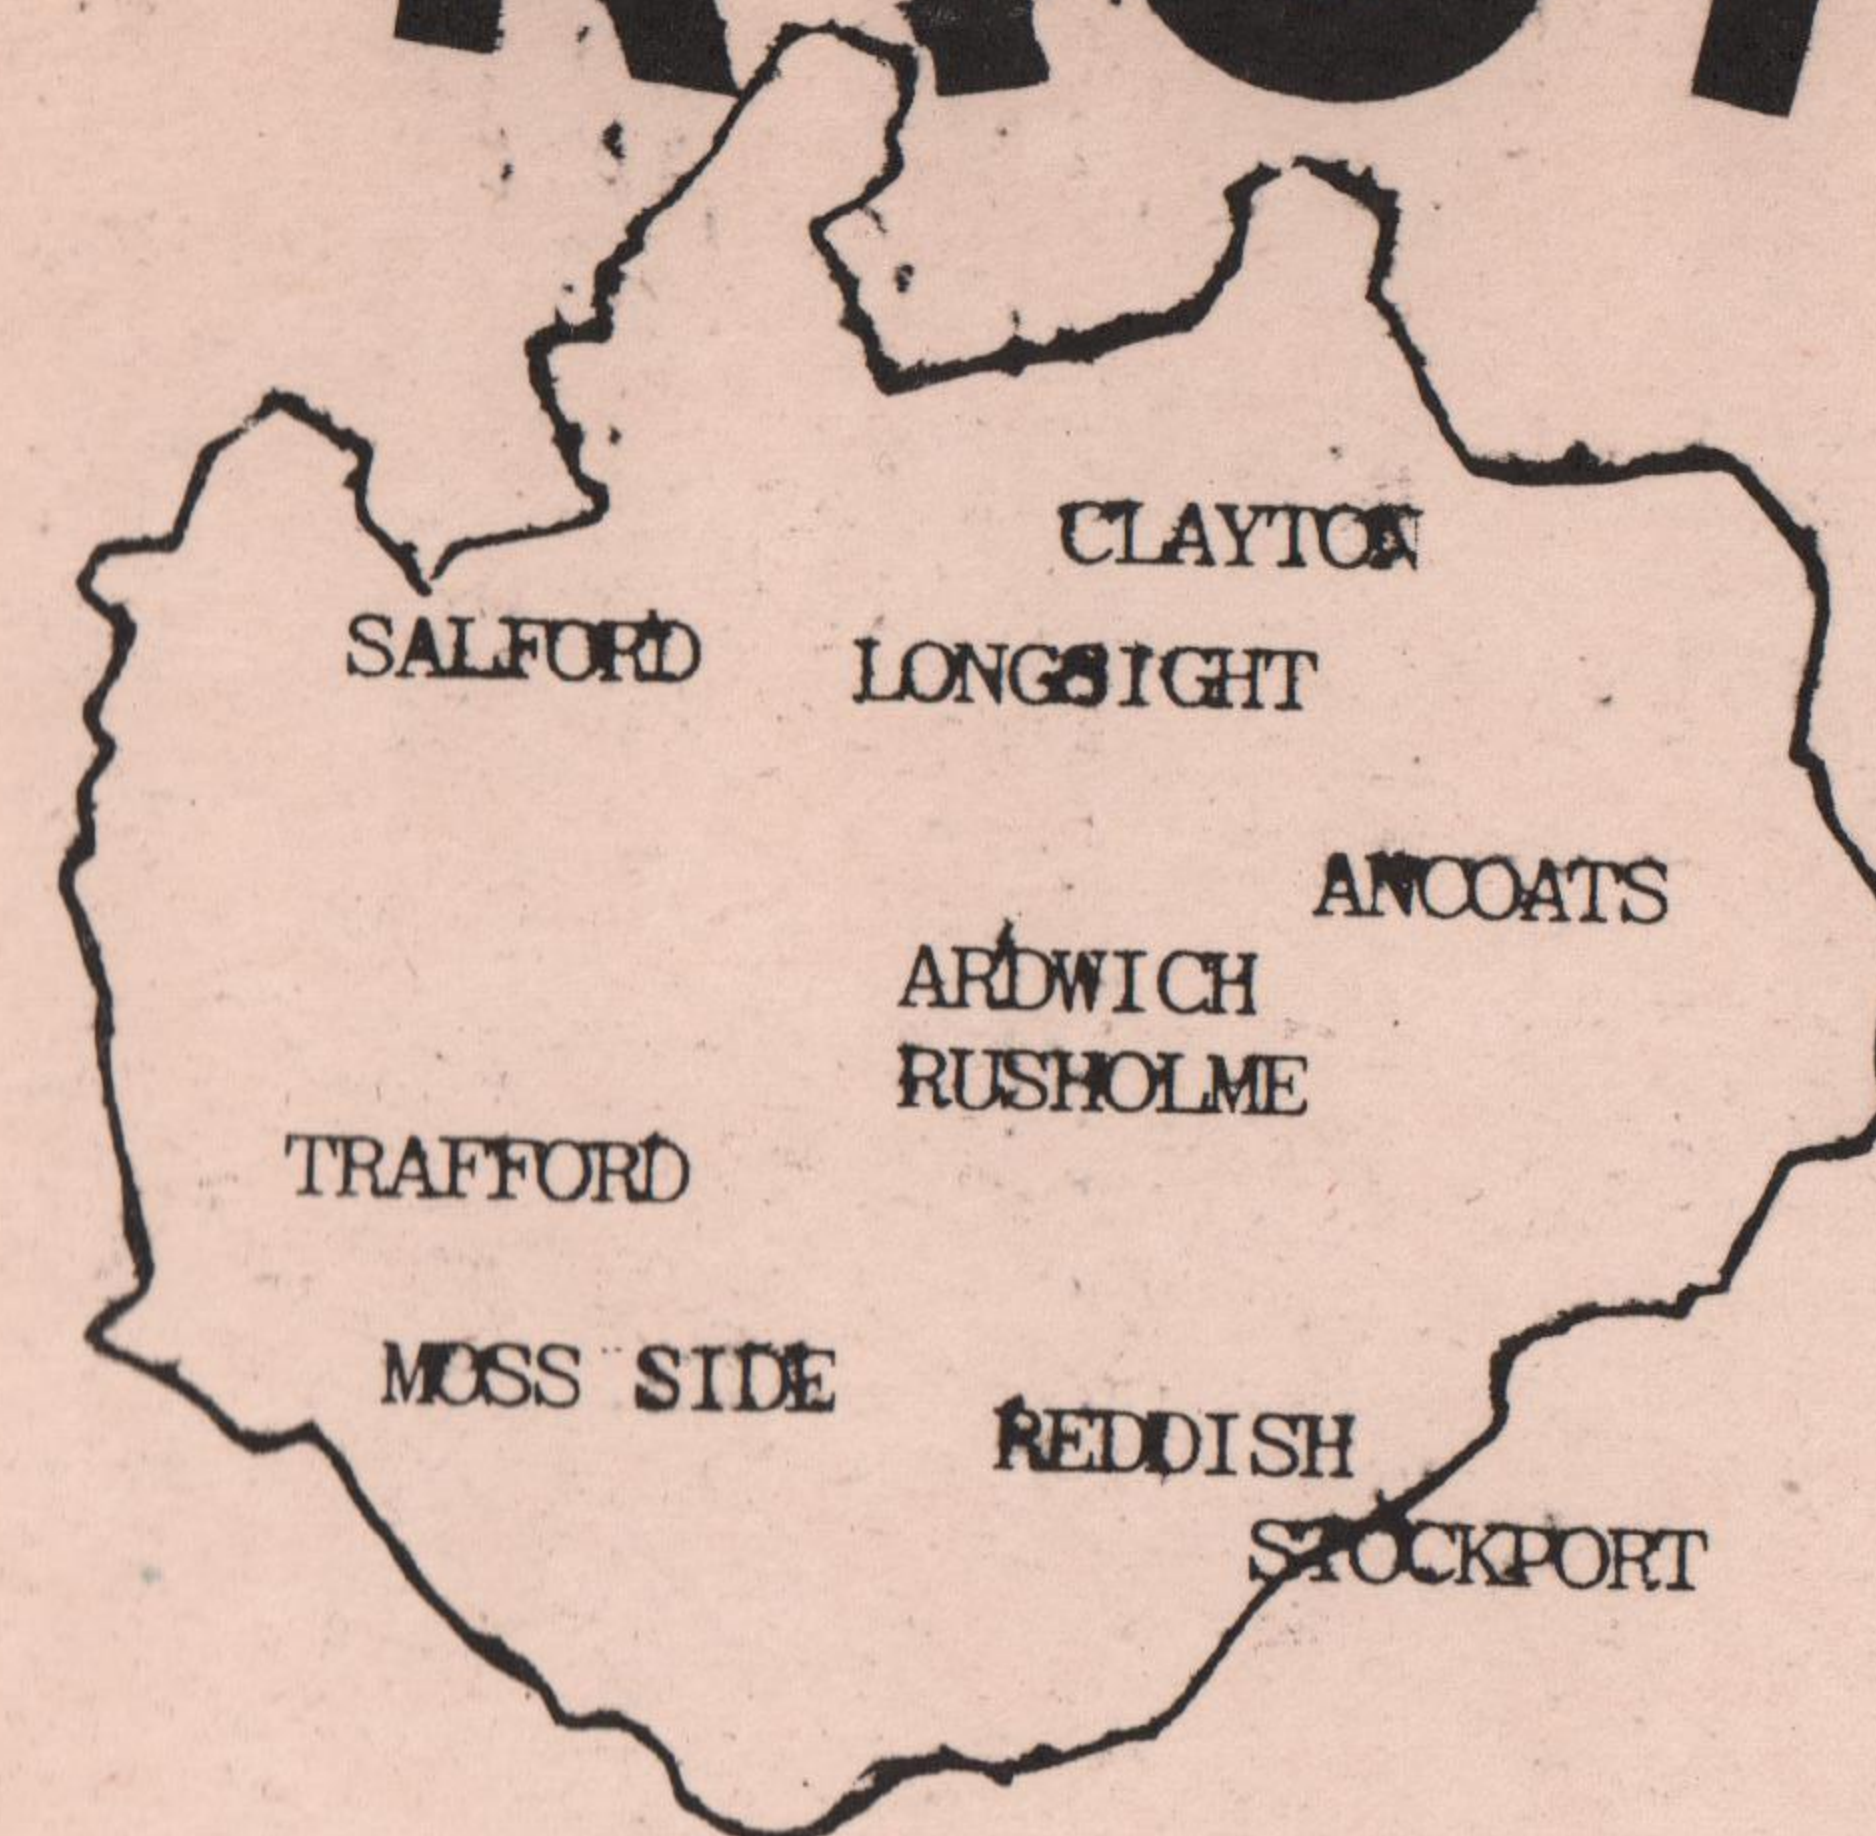 CLAYTON
SALFORD
LONGSIGHT
ANCOATS
ARDWICH
RUSHOLME
TRAFFORD
MOSS SIDE
REDDISH
STOCKPORT